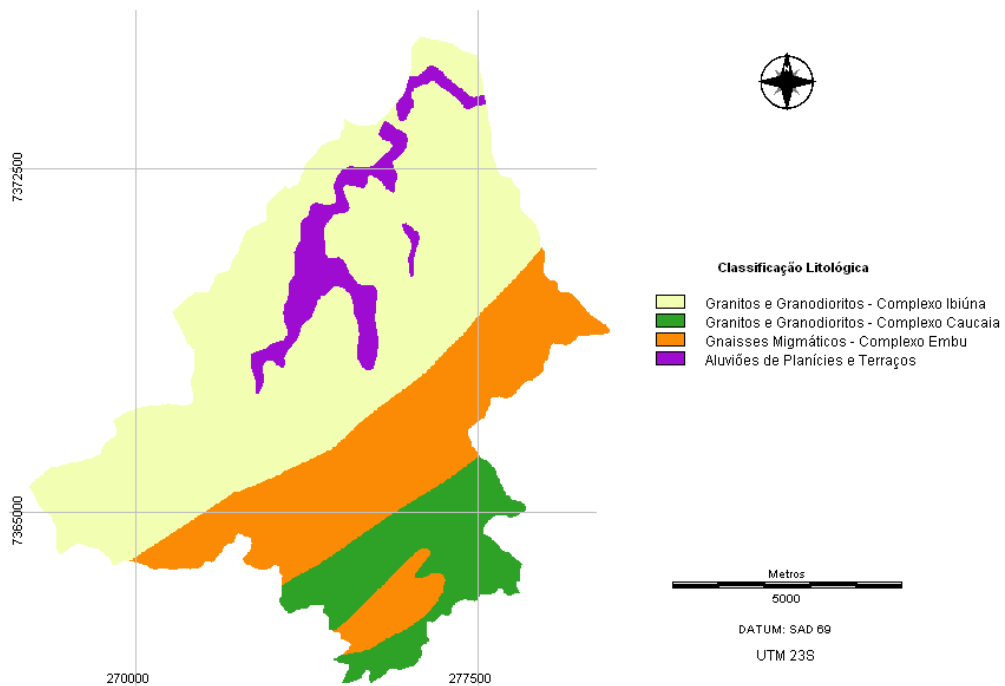 7372500
7365000
270000
277500
Classificação Litológica
Granitos e Granodioritos - Complexo Ibiúna
Granitos e Granodioritos - Complexo Caucaia
Gnaisses Migmáticos - Complexo Embu
Aluviões de Planícies e Terraços
Metros
5000
DATUM: SAD 69
UTM 23S